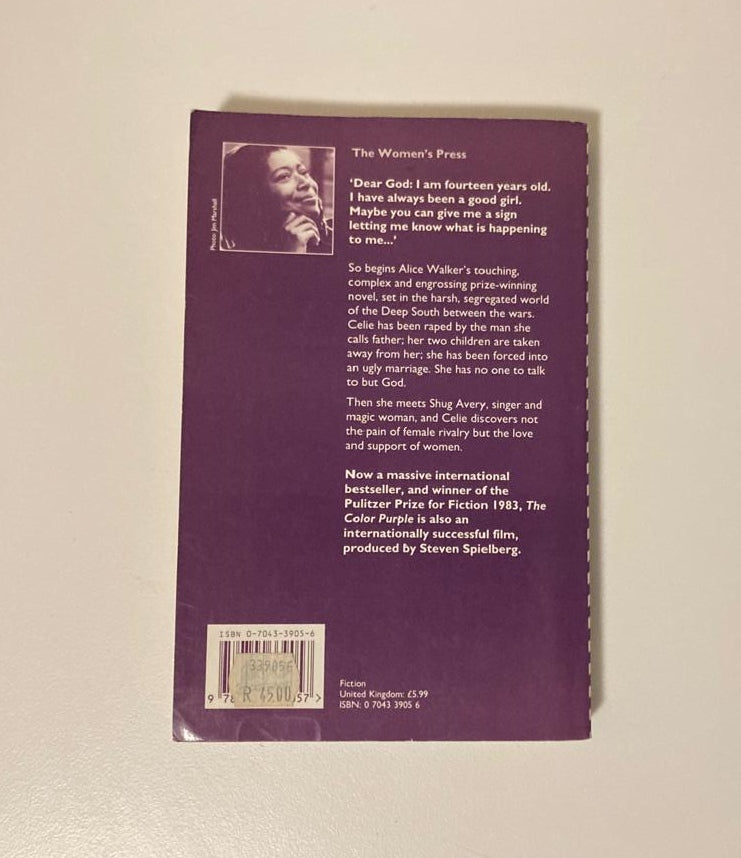 The Women's Press
'Dear God: I am fourteen years old.
I have always been a good girl.
Maybe you can give me a sign
letting me know what is happening
to me...'
So begins Alice Walker's touching,
complex and engrossing prize-winning
novel, set in the harsh, segregated world
of the Deep South between the wars.
Celie has been raped by the man she
calls father; her two children are taken
away from her; she has been forced into
an ugly marriage. She has no one to talk
to but God.
Then she meets Shug Avery, singer and
magic woman, and Celie discovers not
the pain of female rivalry but the love
and support of women.
Now a massive international
bestseller, and winner of the
Pulitzer Prize for Fiction 1983, The
Color Purple is also an
internationally successful film,
produced by Steven Spielberg.
Photo: Jim Marshall
ISBN 0-7043-3905-6
339056
R 4500
9 57 >
Fiction
United Kingdom: £5.99
ISBN: 0 7043 3905 6